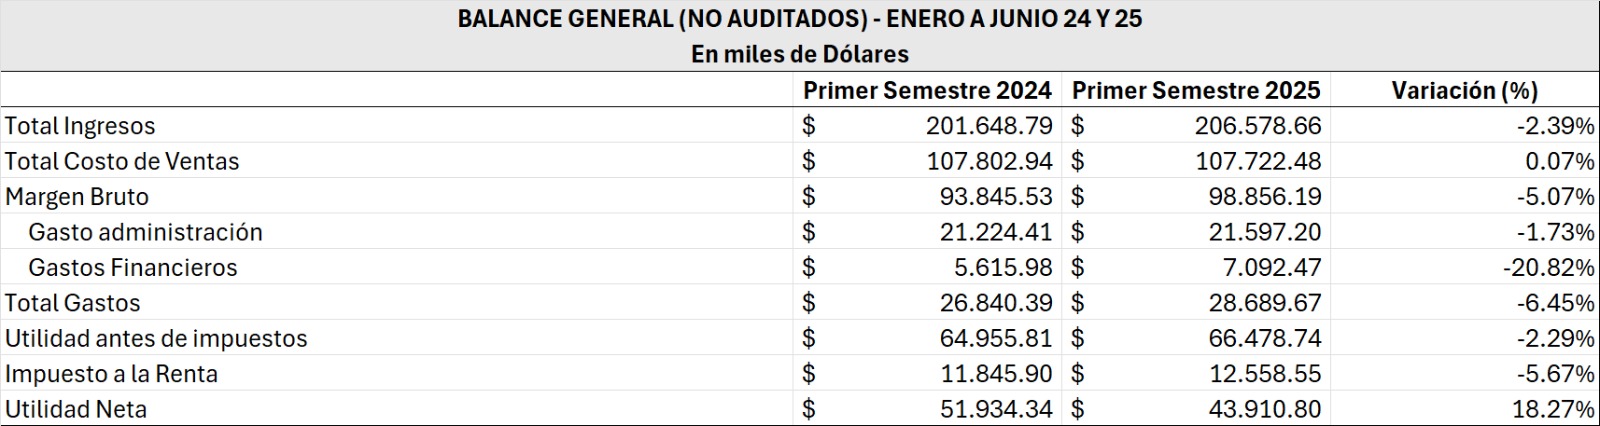 BALANCE GENERAL (NO AUDITADOS) - ENERO A JUNIO 24 Y 25
En miles de Dólares
Primer Semestre 2024 Primer Semestre 2025 Variación (%)
Total Ingresos $ 201.648.79 $ 206.578.66 -2.39%
Total Costo de Ventas $ 107.802.94 $ 107.722.48 0.07%
Margen Bruto $ 93.845.53 $ 98.856.19 -5.07%
Gasto administración $ 21.224.41 $ 21.597.20 -1.73%
Gastos Financieros $ 5.615.98 $ 7.092.47 -20.82%
Total Gastos $ 26.840.39 $ 28.689.67 -6.45%
Utilidad antes de impuestos $ 64.955.81 $ 66.478.74 -2.29%
Impuesto a la Renta $ 11.845.90 $ 12.558.55 -5.67%
Utilidad Neta $ 51.934.34 $ 43.910.80 18.27%